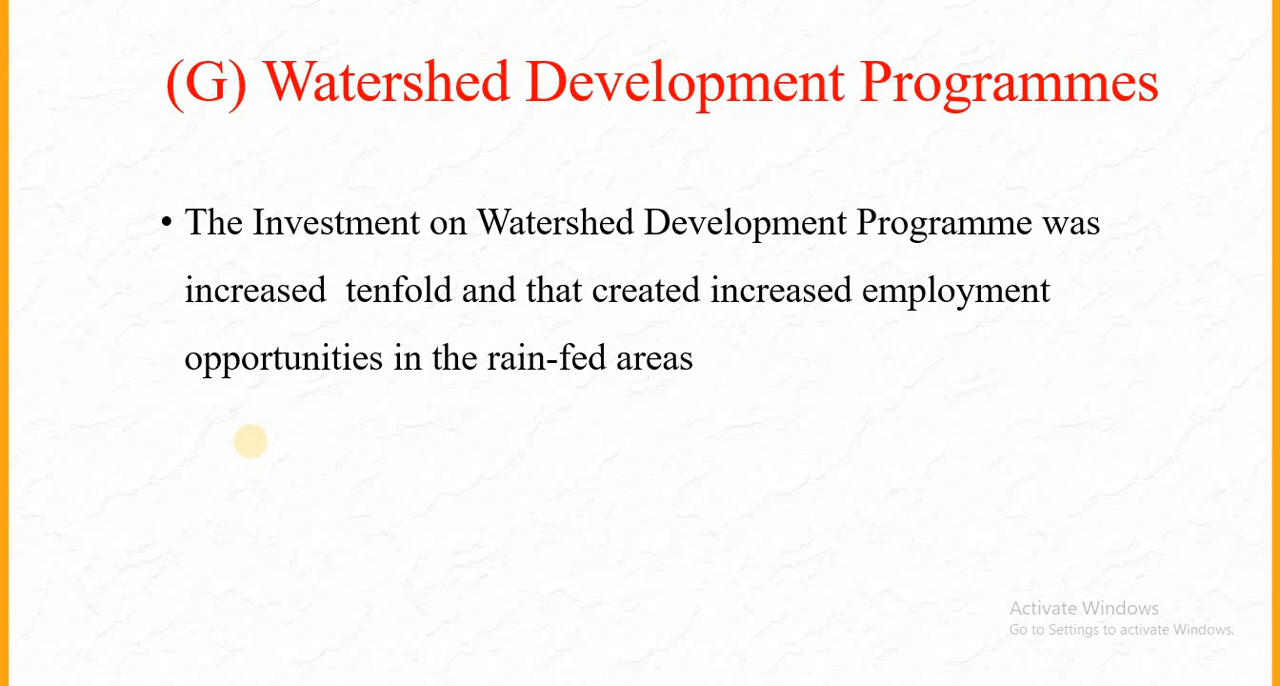 (G) Watershed Development Programmes
• The Investment on Watershed Development Programme was
increased  tenfold and that created increased employment
opportunities in the rain-fed areas
Activate Windows
Go to Settings to activate Windows.